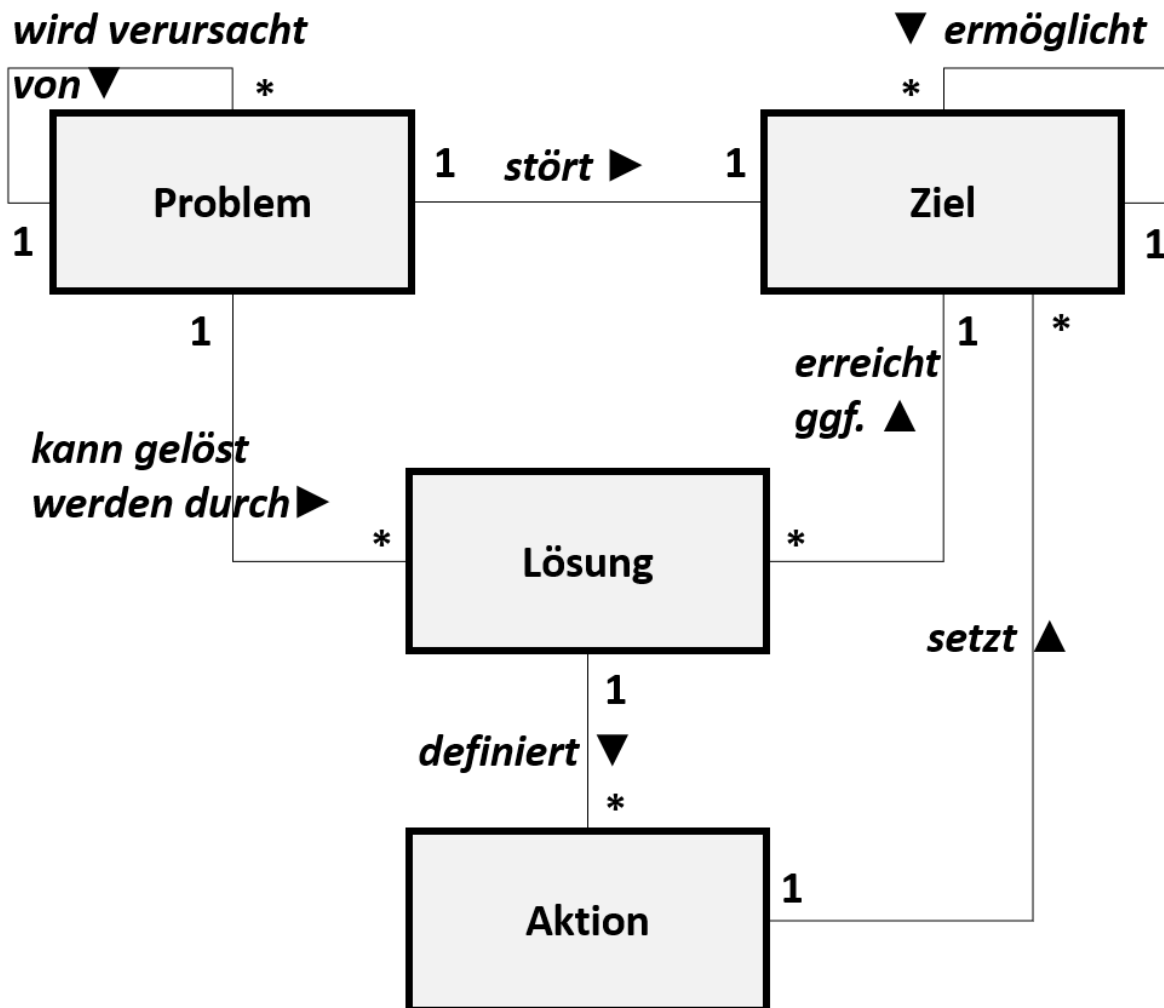 wird verursacht
von ▼
▼ ermöglicht
*
*
1
stört ►
1
Problem
Ziel
1
1
1
1
*
erreicht
ggf. ▲
kann gelöst
werden durch►
*
*
Lösung
setzt ▲
1
definiert ▼
*
1
Aktion